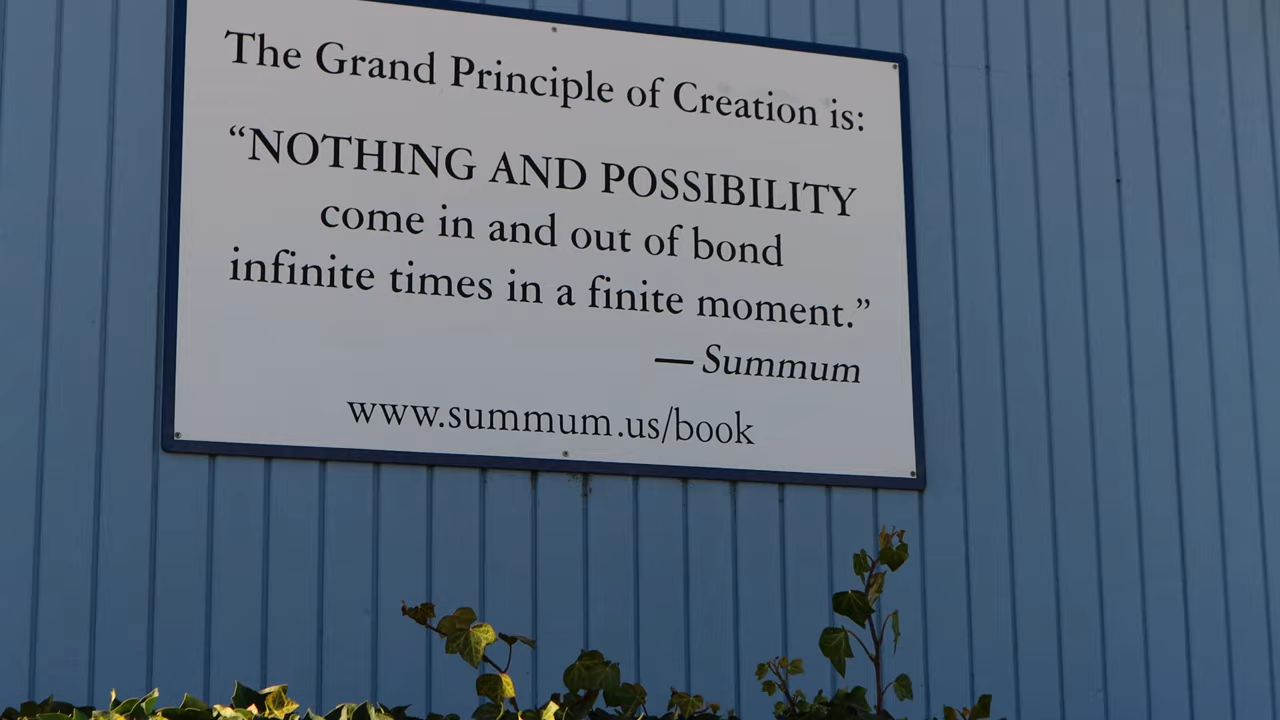 The Grand Principle of Creation is:
“NOTHING AND POSSIBILITY
come in and out of bond
infinite times in a finite moment.”
— Summum
www.summum.us/book